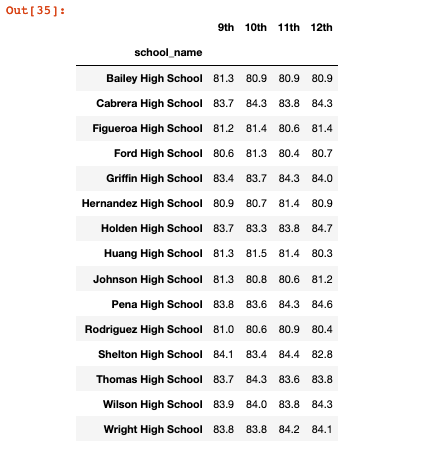 Out[35]:
9th 10th 11th 12th
school_name
Bailey High School 81.3 80.9 80.9 80.9
Cabrera High School 83.7 84.3 83.8 84.3
Figueroa High School 81.2 81.4 80.6 81.4
Ford High School 80.6 81.3 80.4 80.7
Griffin High School 83.4 83.7 84.3 84.0
Hernandez High School 80.9 80.7 81.4 80.9
Holden High School 83.7 83.3 83.8 84.7
Huang High School 81.3 81.5 81.4 80.3
Johnson High School 81.3 80.8 80.6 81.2
Pena High School 83.8 83.6 84.3 84.6
Rodriguez High School 81.0 80.6 80.9 80.4
Shelton High School 84.1 83.4 84.4 82.8
Thomas High School 83.7 84.3 83.6 83.8
Wilson High School 83.9 84.0 83.8 84.3
Wright High School 83.8 83.8 84.2 84.1